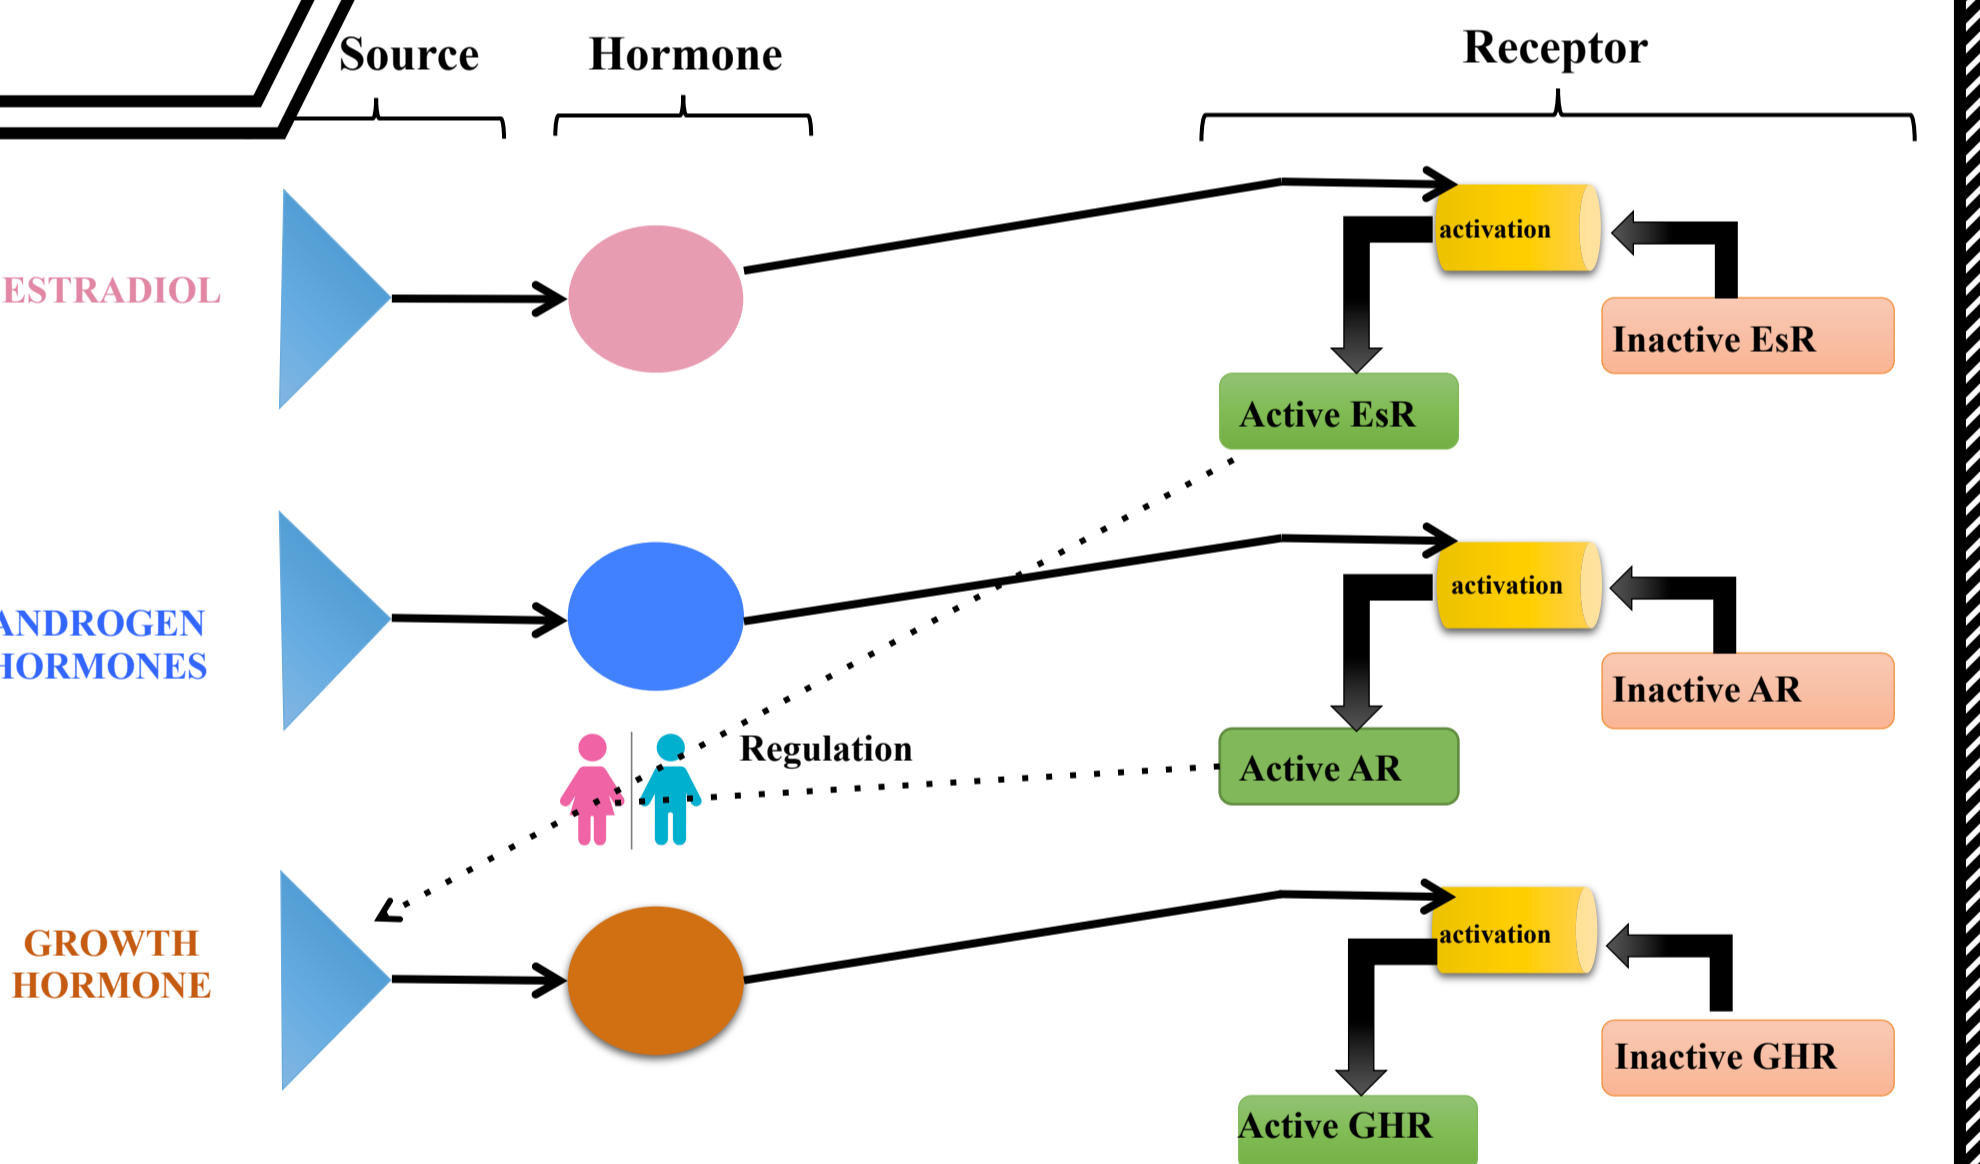 Source
Hormone
Receptor
activation
ESTRADIOL
Inactive EsR
Active EsR
activation
ANDROGEN
HORMONES
Inactive AR
Regulation
Active AR
activation
GROWTH
HORMONE
Inactive GHR
Active GHR